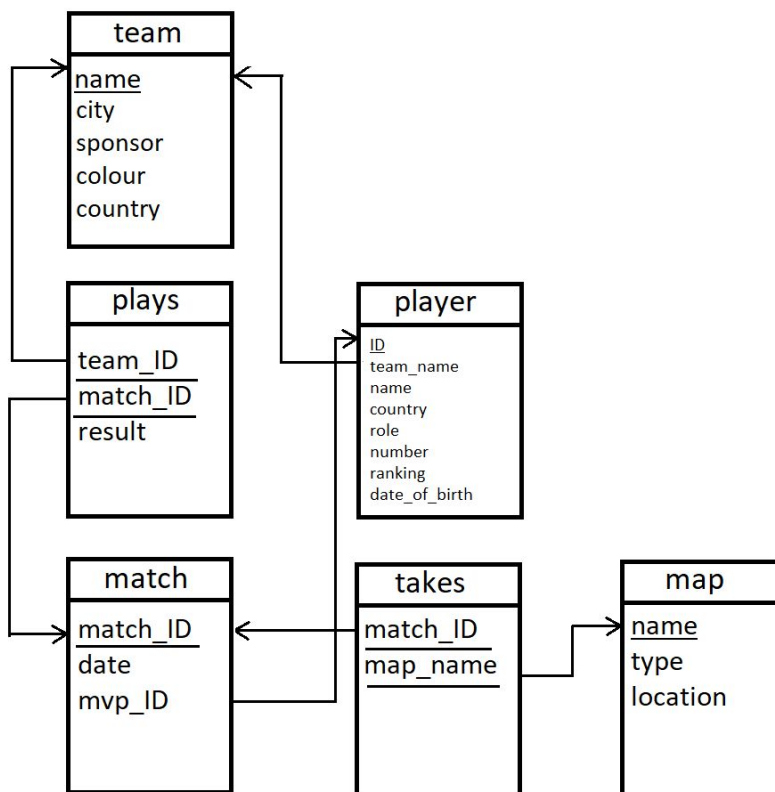 team
name
city
sponsor
colour
country
plays
team_ID
match_ID
result
player
ID
team_name
name
country
role
number
ranking
date_of_birth
match
match_ID
date
mvp_ID
takes
match_ID
map_name
map
name
type
location